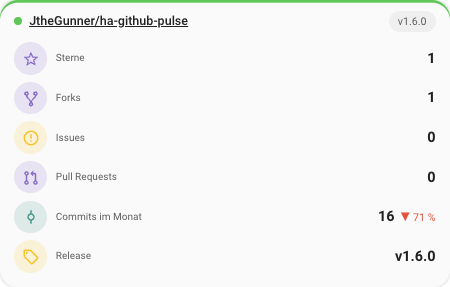 JtheGunner/ha-github-pulse v1.6.0
Sterne 1
Forks 1
Issues 0
Pull Requests 0
Commits im Monat 16 ▼ 71 %
Release v1.6.0